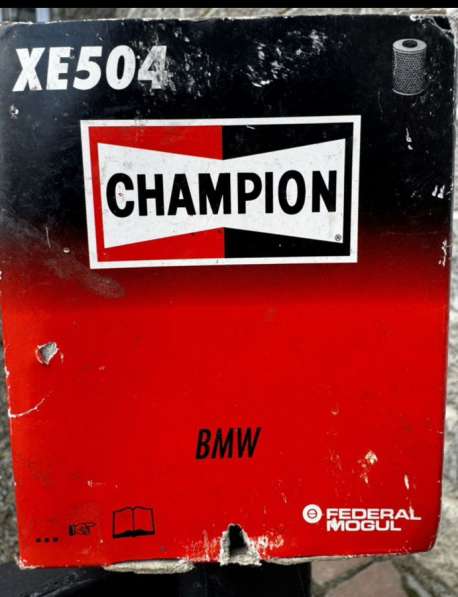 XE504
CHAMPION
®
BMW
FEDERAL
MOGUL
...